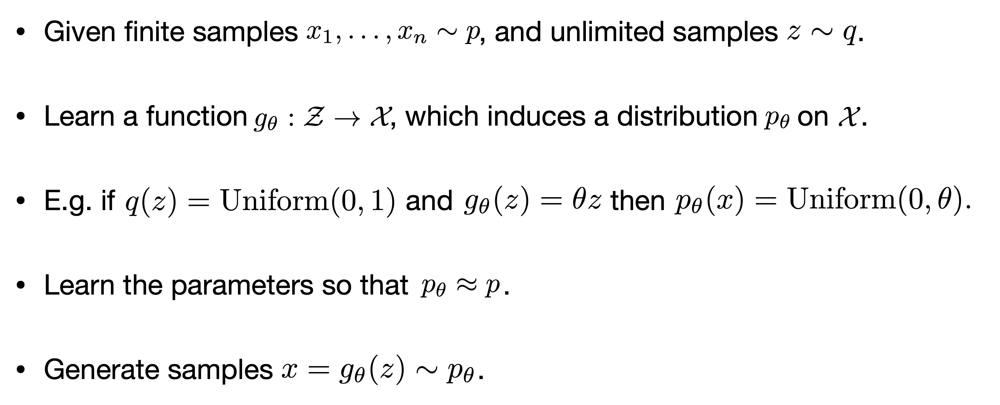 • Given finite samples $x_1, \ldots, x_n \sim p$, and unlimited samples $z \sim q$.
• Learn a function $g_\theta : \mathcal{Z} \rightarrow \mathcal{X}$, which induces a distribution $p_\theta$ on $\mathcal{X}$.
• E.g. if $q(z) = \mathrm{Uniform}(0, 1)$ and $g_\theta(z) = \theta z$ then $p_\theta(x) = \mathrm{Uniform}(0, \theta)$.
• Learn the parameters so that $p_\theta \approx p$.
• Generate samples $x = g_\theta(z) \sim p_\theta$.